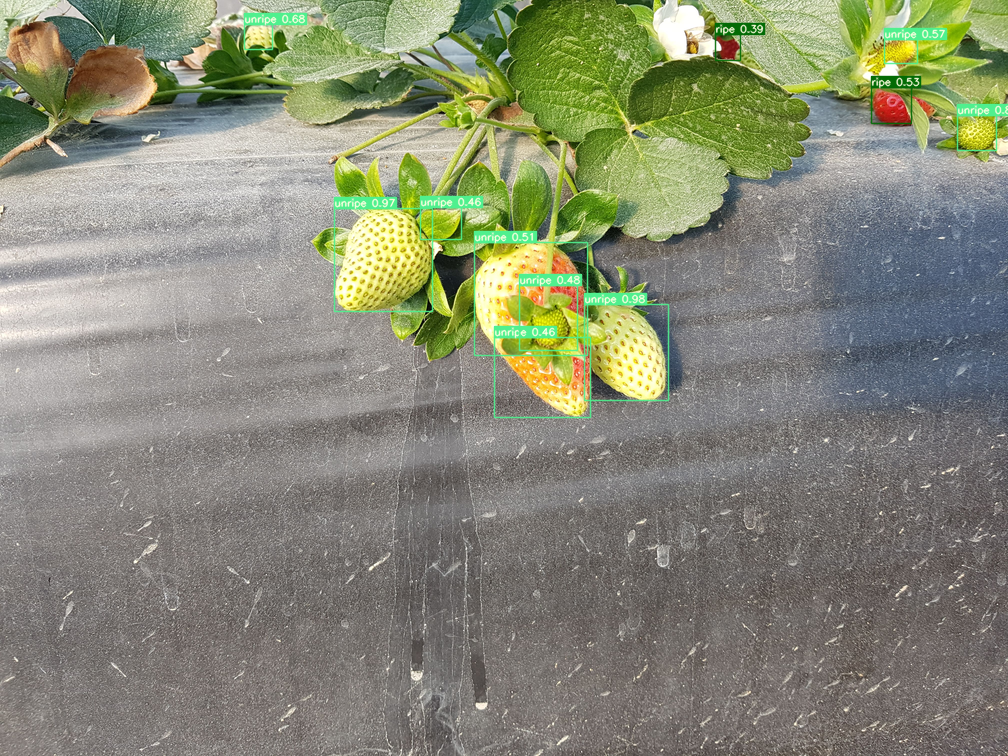 unripe 0.68
ripe 0.39
unripe 0.57
ripe 0.53
unripe 0.97
unripe 0.46
unripe 0.51
unripe 0.48
unripe 0.98
unripe 0.46